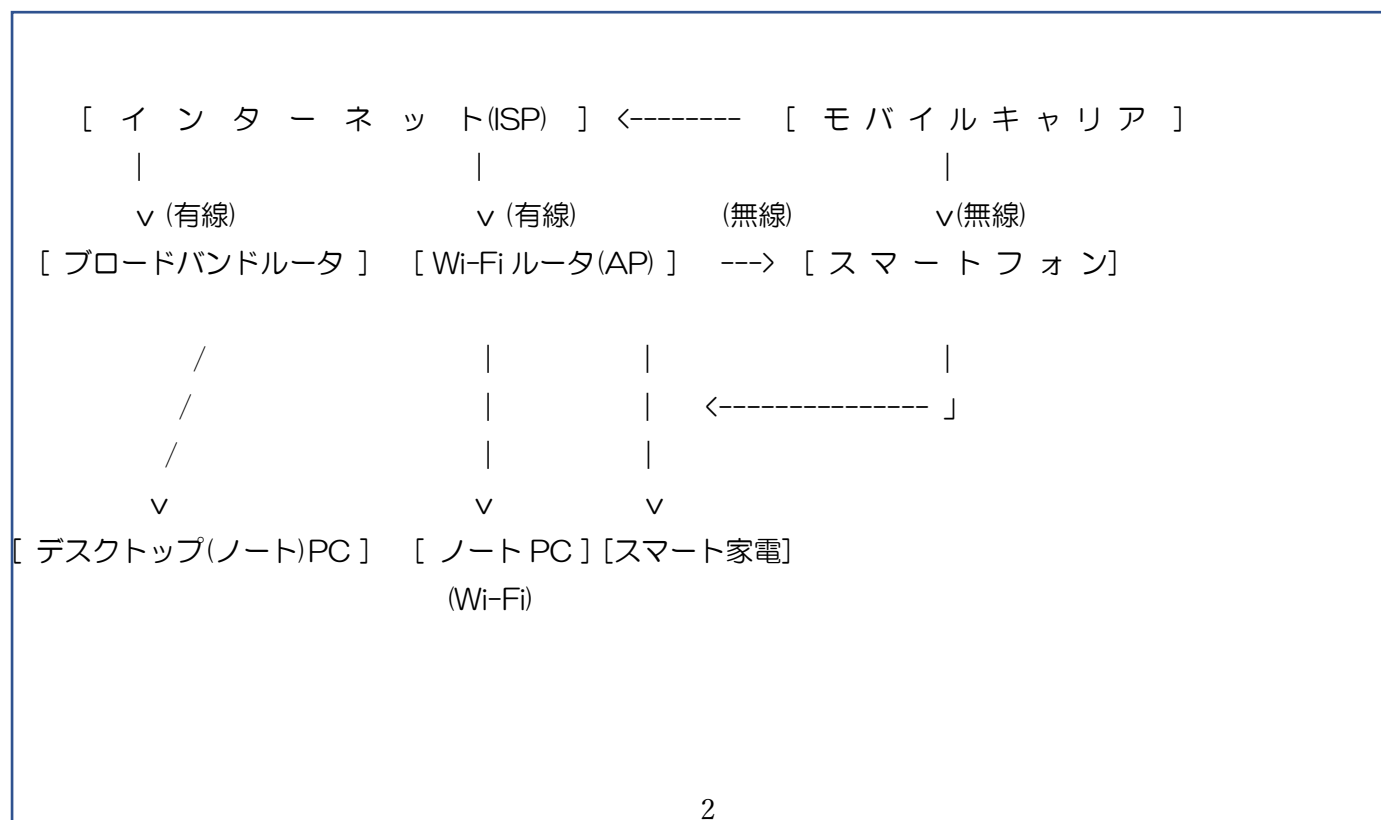 [ インターネット(ISP) ] <-------- [ モバイルキャリア ]
| | |
v (有線) v (有線) (無線) v(無線)
[ ブロードバンドルータ ] [ Wi-Fi ルータ(AP) ] ---> [ スマートフォン]
/ | | |
/ | | <--------------- 」
/ | |
v v v
[ デスクトップ(ノート)PC ] [ ノート PC ] [スマート家電]
(Wi-Fi)
2